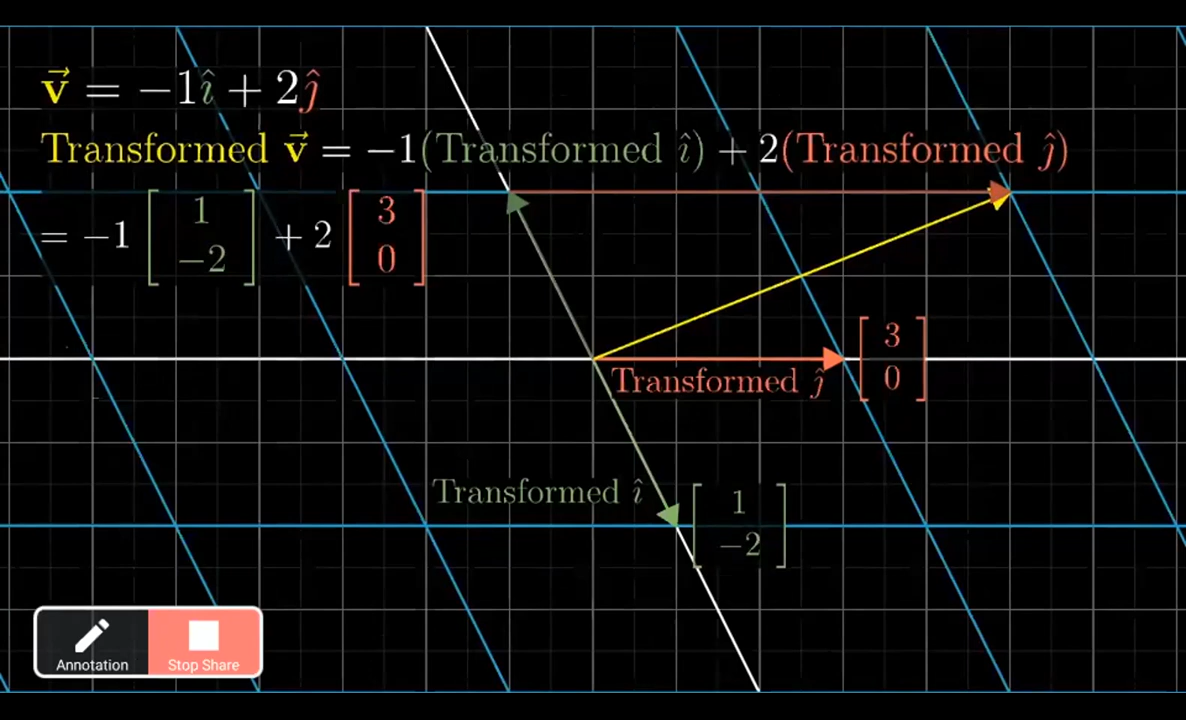 v⃗ = −1î + 2ĵ
Transformed v⃗ = −1(Transformed î) + 2(Transformed ĵ)
= −1 [1 −2] + 2 [3 0]
[3 0]
Transformed ĵ
Transformed î
[1 −2]
Annotation
Stop Share